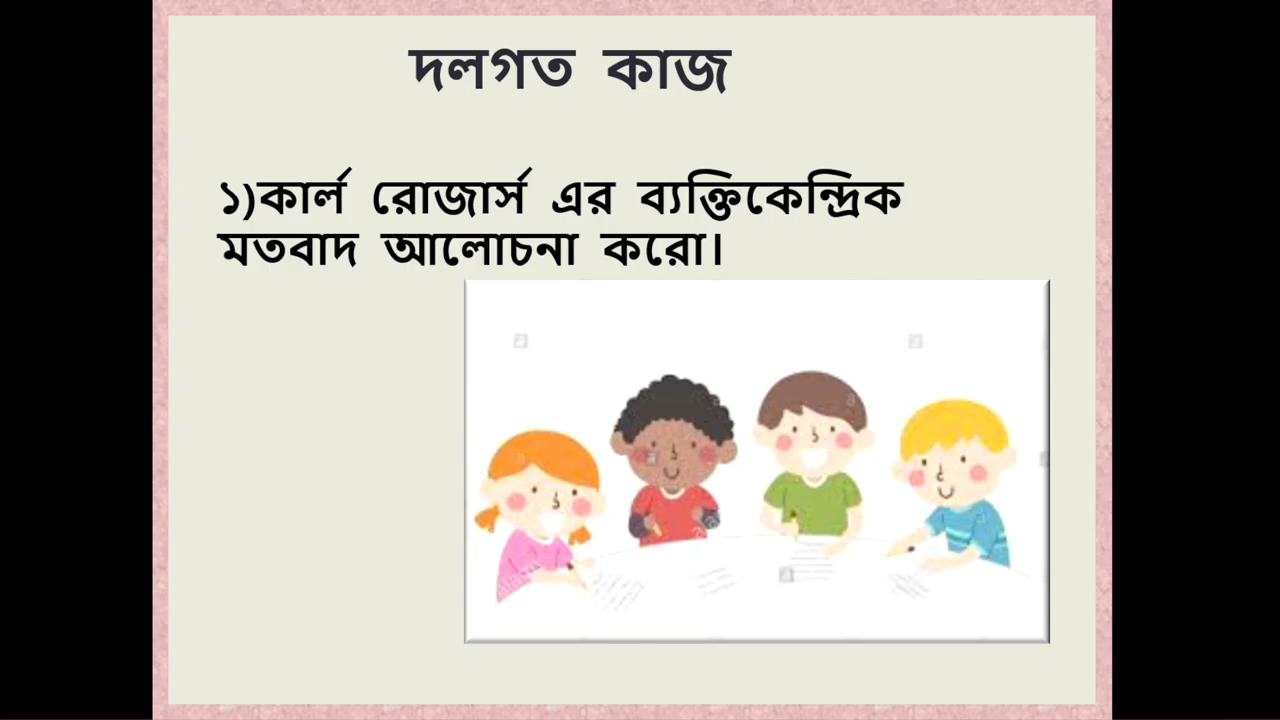 দলগত কাজ
১)কার্ল রোজার্স এর ব্যক্তিকেন্দ্রিক
মতবাদ আলোচনা করো।